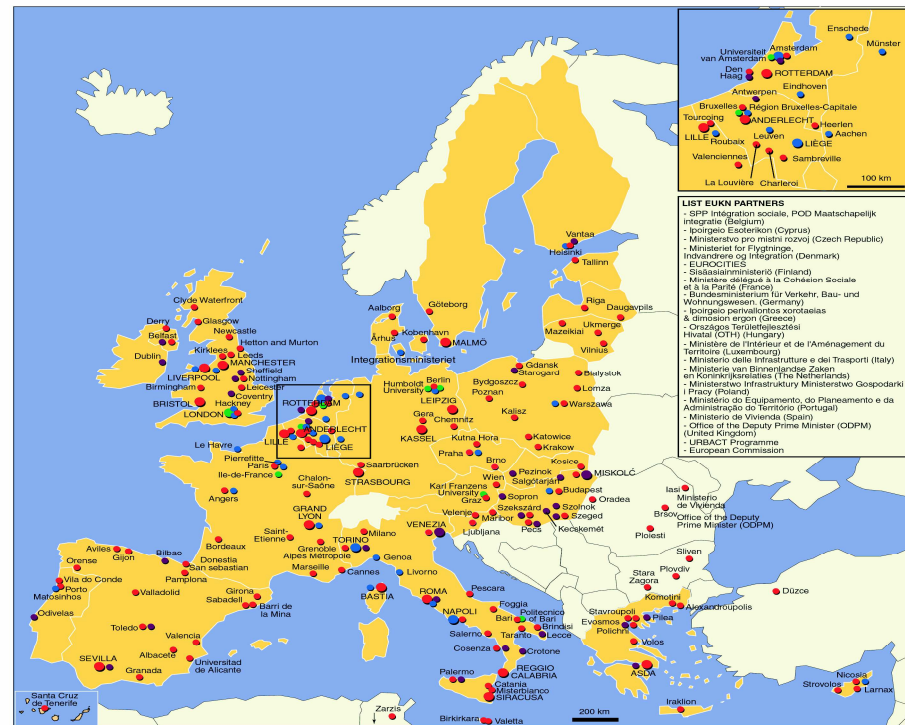 Enschede
Universiteit
van Amsterdam
Amsterdam
Münster
Den
Haag
ROTTERDAM
Eindhoven
Antwerpen
Bruxelles
Région Bruxelles-Capitale
Tourcoing
ANDERLECHT
Heerlen
LILLE
Leuven
Aachen
Roubaix
LIÈGE
Valenciennes
Sambreville
La Louvière
Charleroi
100 km
LIST EUKN PARTNERS
- SPP Intégration sociale, POD Maatschapelijk
integratie (Belgium)
- Ipoirgeio Esoterikon (Cyprus)
- Ministerstvo pro mistni rozvoj (Czech Republic)
- Ministeriet for Flygtninge,
Indvandrere og Integration (Denmark)
- EUROCITIES
- Sisäasiainministeriö (Finland)
- Ministère délégué à la Cohésion Sociale
et à la Parité (France)
- Bundesministerium für Verkehr, Bau- und
Wohnungswesen. (Germany)
- Ipoirgeio perivallontos xorotaeias
& dimosion ergon (Greece)
- Országos Területfejlesztési
Hivatal (OTH) (Hungary)
- Ministère de l'Intérieur et de l'Aménagement du
Territoire (Luxembourg)
- Ministerio delle Infrastrutture e dei Trasporti (Italy)
- Ministerie van Binnenlandse Zaken
en Koninkrijksrelaties (The Netherlands)
- Ministerstwo Infrastruktury Ministerstwo Gospodarki
i Pracy (Poland)
- Ministério do Equipamento, do Planeamento e da
Administração do Território (Portugal)
- Ministerio de Vivienda (Spain)
- Office of the Deputy Prime Minister (ODPM)
(United Kingdom)
- URBACT Programme
- European Commission
Vantaa
Helsinki
Tallinn
Clyde Waterfront
Glasgow
Derry
Belfast
Newcastle
Hetton and Murton
Kirklees
Leeds
Dublin
MANCHESTER
LIVERPOOL
Sheffield
Nottingham
Birmingham
Leicester
Coventry
BRISTOL
Hackney
LONDON
Aalborg
Göteborg
Århus
Kobenhavn
MALMÖ
Integrationsministeriet
Riga
Daugavpils
Mazeikiai
Ukmerge
Vilnius
Gdansk
Starogard
Bialystok
Bydgoszcz
Lomza
Poznan
Warszawa
Kalisz
Humboldt
University
Berlin
LEIPZIG
Gera
Chemnitz
KASSEL
ROTTERDAM
ANDERLECHT
LILLE
LIÈGE
Kutna Hora
Katowice
Praha
Krakow
Le Havre
Pierrefitte
Paris
Ile-de-France
Saarbrücken
STRASBOURG
Brno
Kosice
Pezinok
MISKOLČ
Wien
Salgótarján
Karl Franzens
University
Graz
Sopron
Budapest
Oradea
Angers
Chalon-
sur-Saône
Szekszárd
Szolnok
Velenje
Maribor
Szeged
Ljubljana
Pecs
Kecskemét
Iasi
Ministerio
de Vivienda
Brsov
Office of the Deputy
Prime Minister (ODPM)
Ploiesti
GRAND
LYON
Saint-
Etienne
TORINO
Milano
VENEZIA
Grenoble
Alpes Métropole
Genoa
Bordeaux
Marseille
Cannes
Livorno
Sliven
Plovdiv
Stara
Zagora
Düzce
Komotini
Alexandroupolis
Aviles
Gijon
Bilbao
Donestia
San sebastian
Orense
Pamplona
Vila do Conde
Porto
Matosinhos
Valladolid
Girona
Sabadell
Barri de
la Mina
Odivelas
BASTIA
ROMA
Pescara
Foggia
NAPOLI
Bari
Politecnico
of Bari
Brindisi
Salerno
Taranto
Lecce
Stavroupoli
Evosmos
Pilea
Polichni
Volos
Toledo
Valencia
Albacete
SEVILLA
Universitad
de Alicante
Granada
Cosenza
Crotone
REGGIO
CALABRIA
Palermo
Catania
Misterbianco
SIRACUSA
ASDA
Nicosia
Strovolos
Larnax
Iraklion
Santa Cruz
de Tenerife
Zarzis
Birkirkara
Valetta
200 km